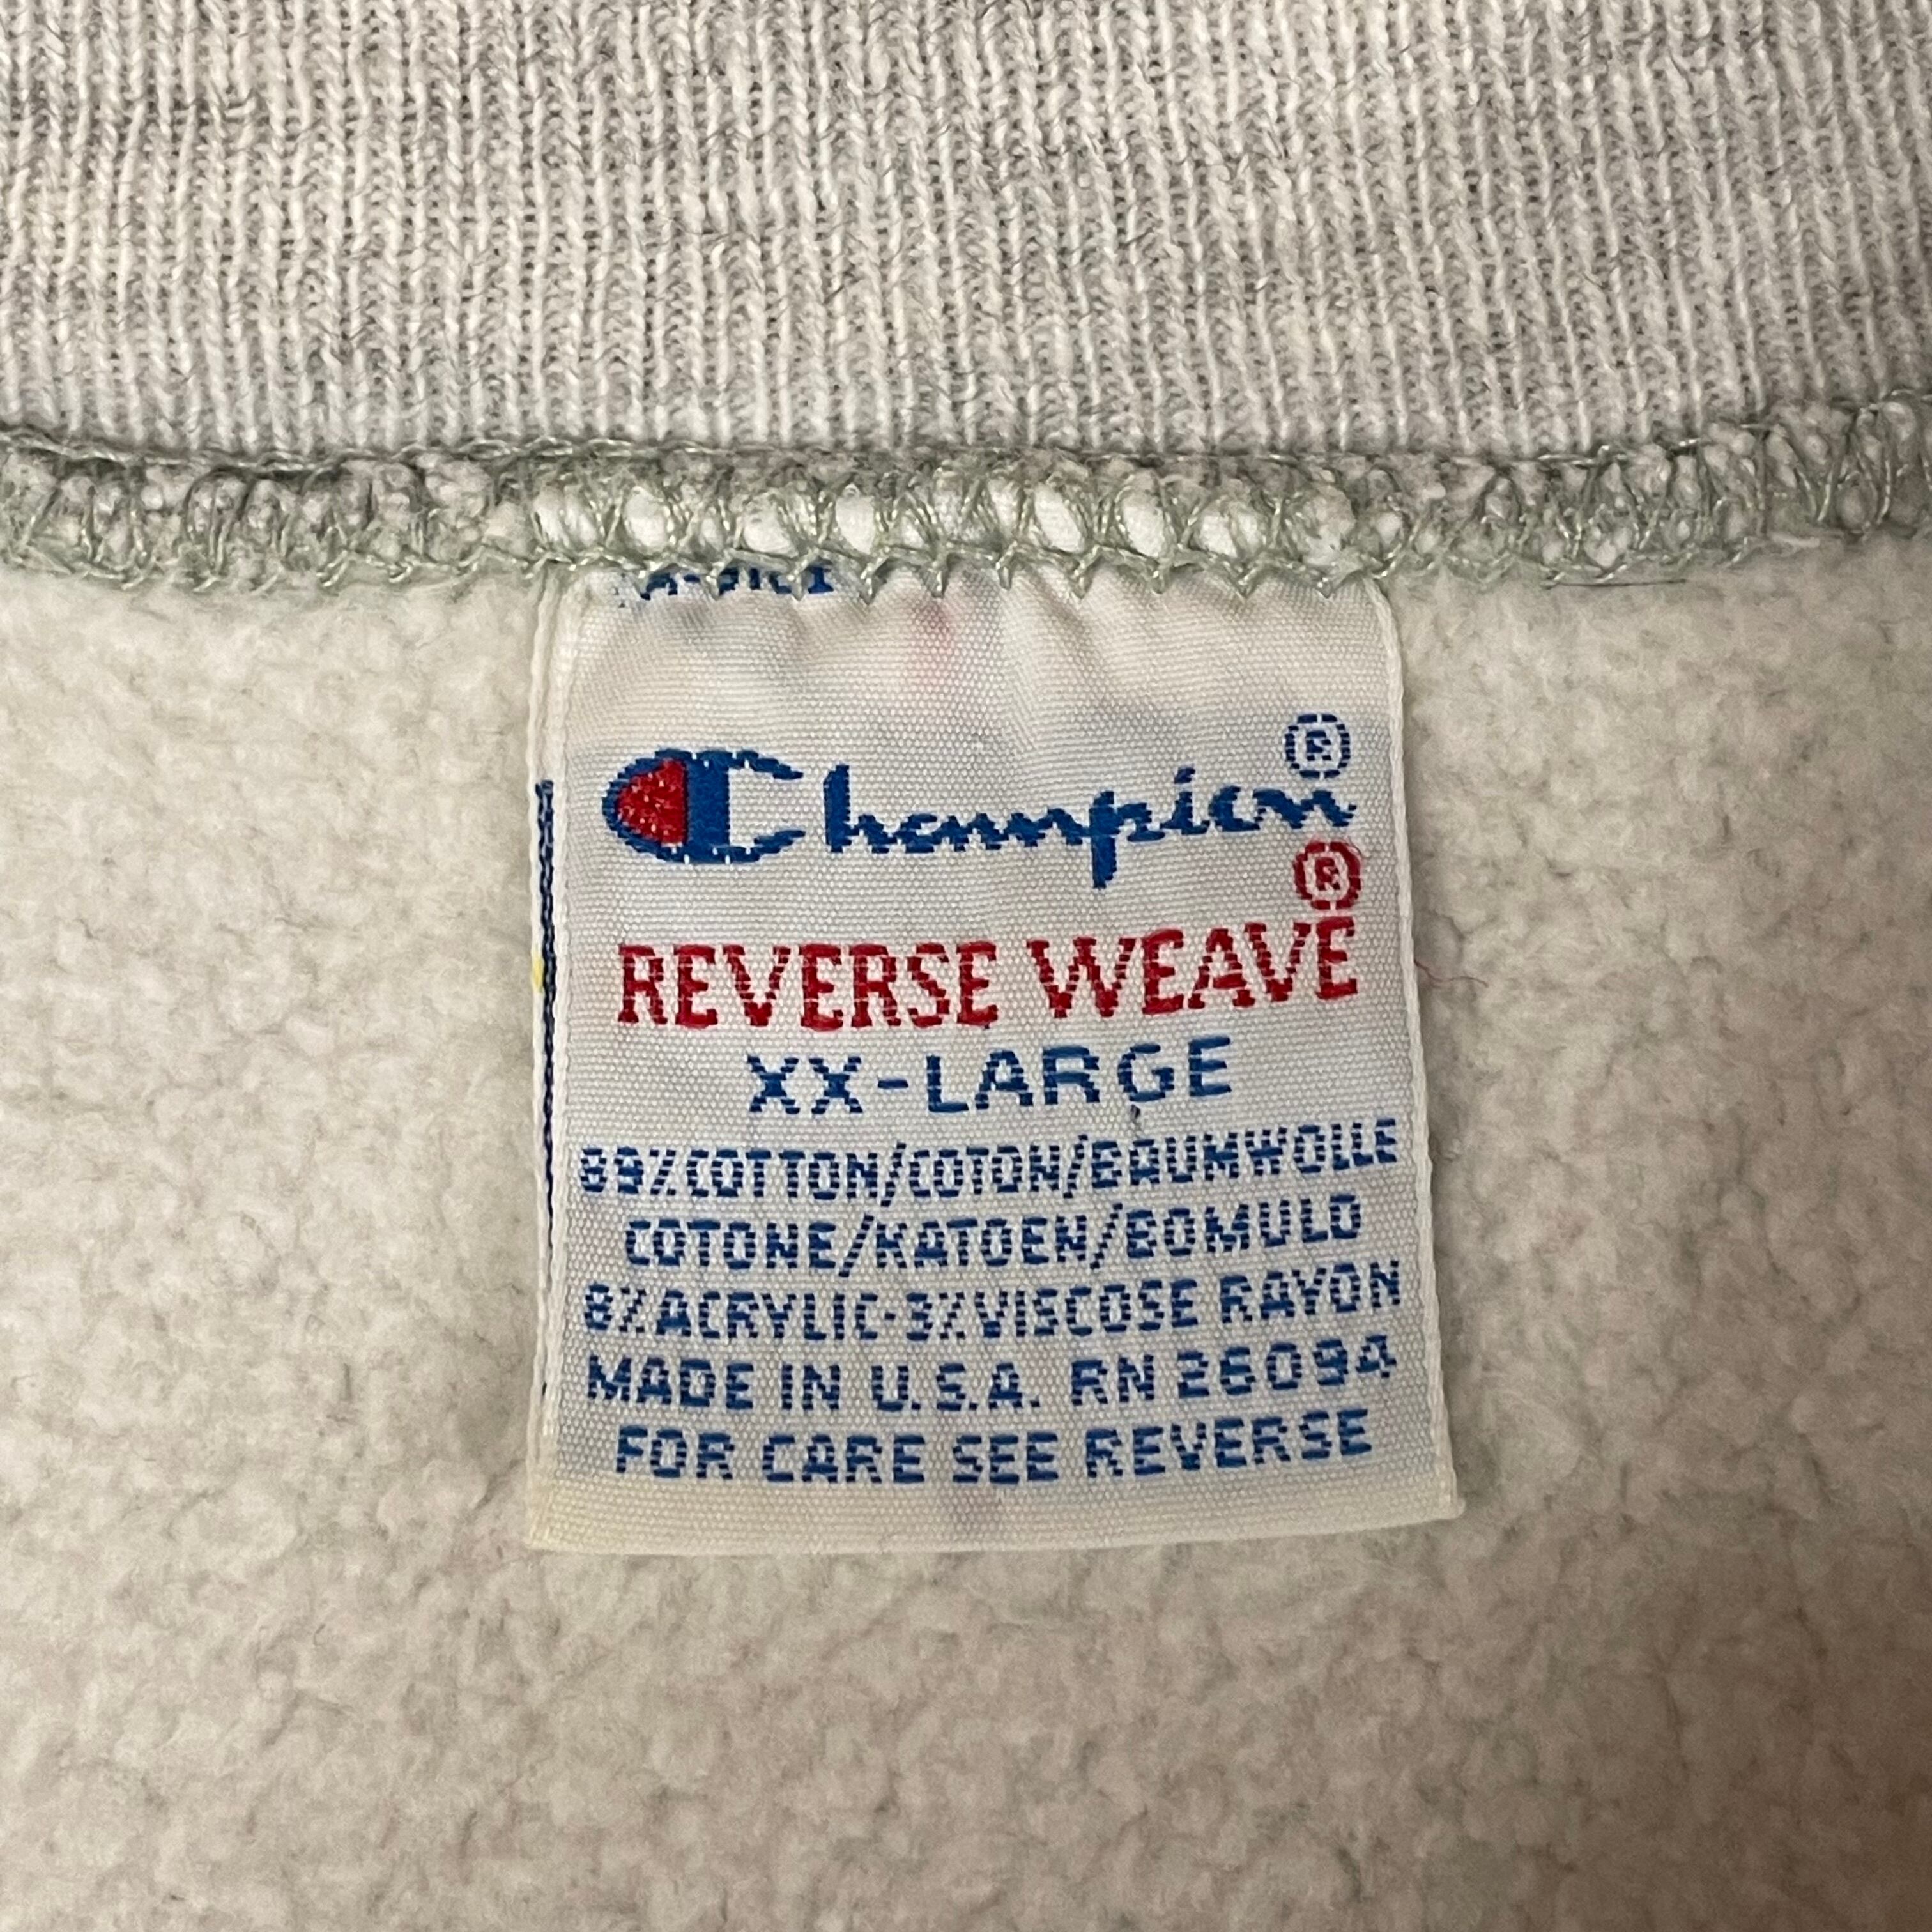 Champion®
®
REVERSE WEAVE
XX-LARGE
89%COTTON/COTON/BAUMWOLLE
COTONE/KATOEN/BOMULD
8%ACRYLIC-3%VISCOSE RAYON
MADE IN U.S.A. RN 26094
FOR CARE SEE REVERSE